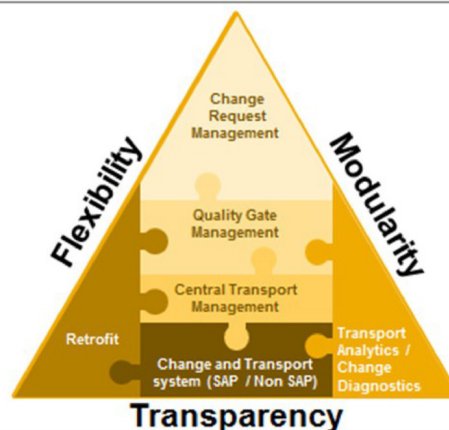 Change
Request
Management
Flexibility
Modularity
Quality Gate
Management
Central Transport
Management
Retrofit
Change and Transport
system (SAP / Non SAP)
Transport
Analytics /
Change
Diagnostics
Transparency